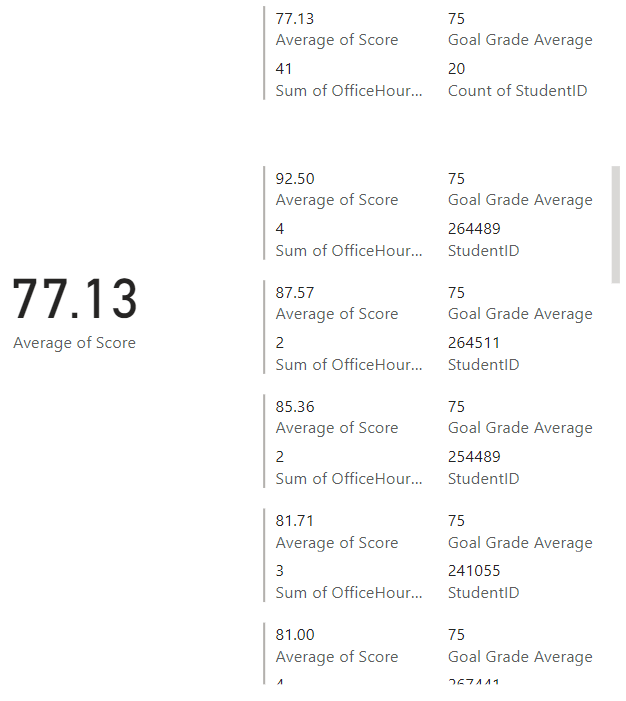 77.13 75
Average of Score Goal Grade Average
41 20
Sum of OfficeHour... Count of StudentID
92.50 75
Average of Score Goal Grade Average
4 264489
Sum of OfficeHour... StudentID
87.57 75
Average of Score Goal Grade Average
2 264511
Sum of OfficeHour... StudentID
77.13
Average of Score
85.36 75
Average of Score Goal Grade Average
2 254489
Sum of OfficeHour... StudentID
81.71 75
Average of Score Goal Grade Average
3 241055
Sum of OfficeHour... StudentID
81.00 75
Average of Score Goal Grade Average
4 267441